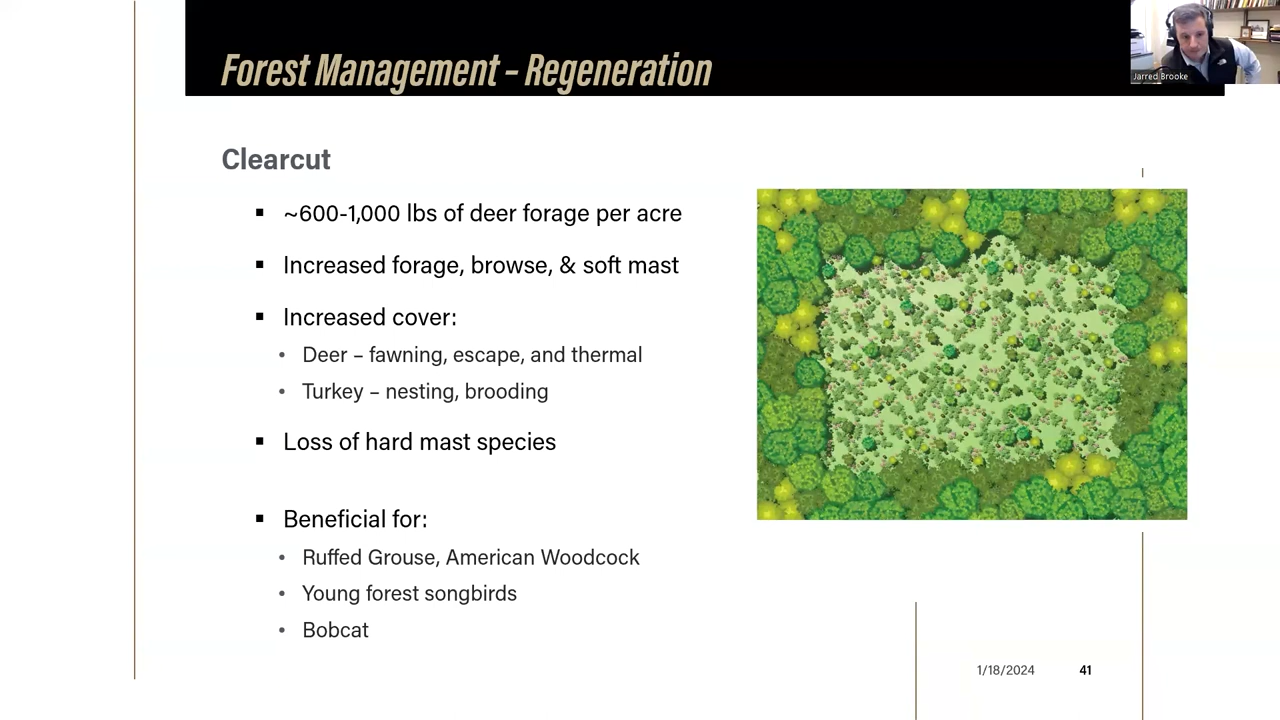 Forest Management – Regeneration
Jarred Brooke
Clearcut
▪ ~600-1,000 lbs of deer forage per acre
▪ Increased forage, browse, & soft mast
▪ Increased cover:
• Deer – fawning, escape, and thermal
• Turkey – nesting, brooding
▪ Loss of hard mast species
▪ Beneficial for:
• Ruffed Grouse, American Woodcock
• Young forest songbirds
• Bobcat
1/18/2024 41